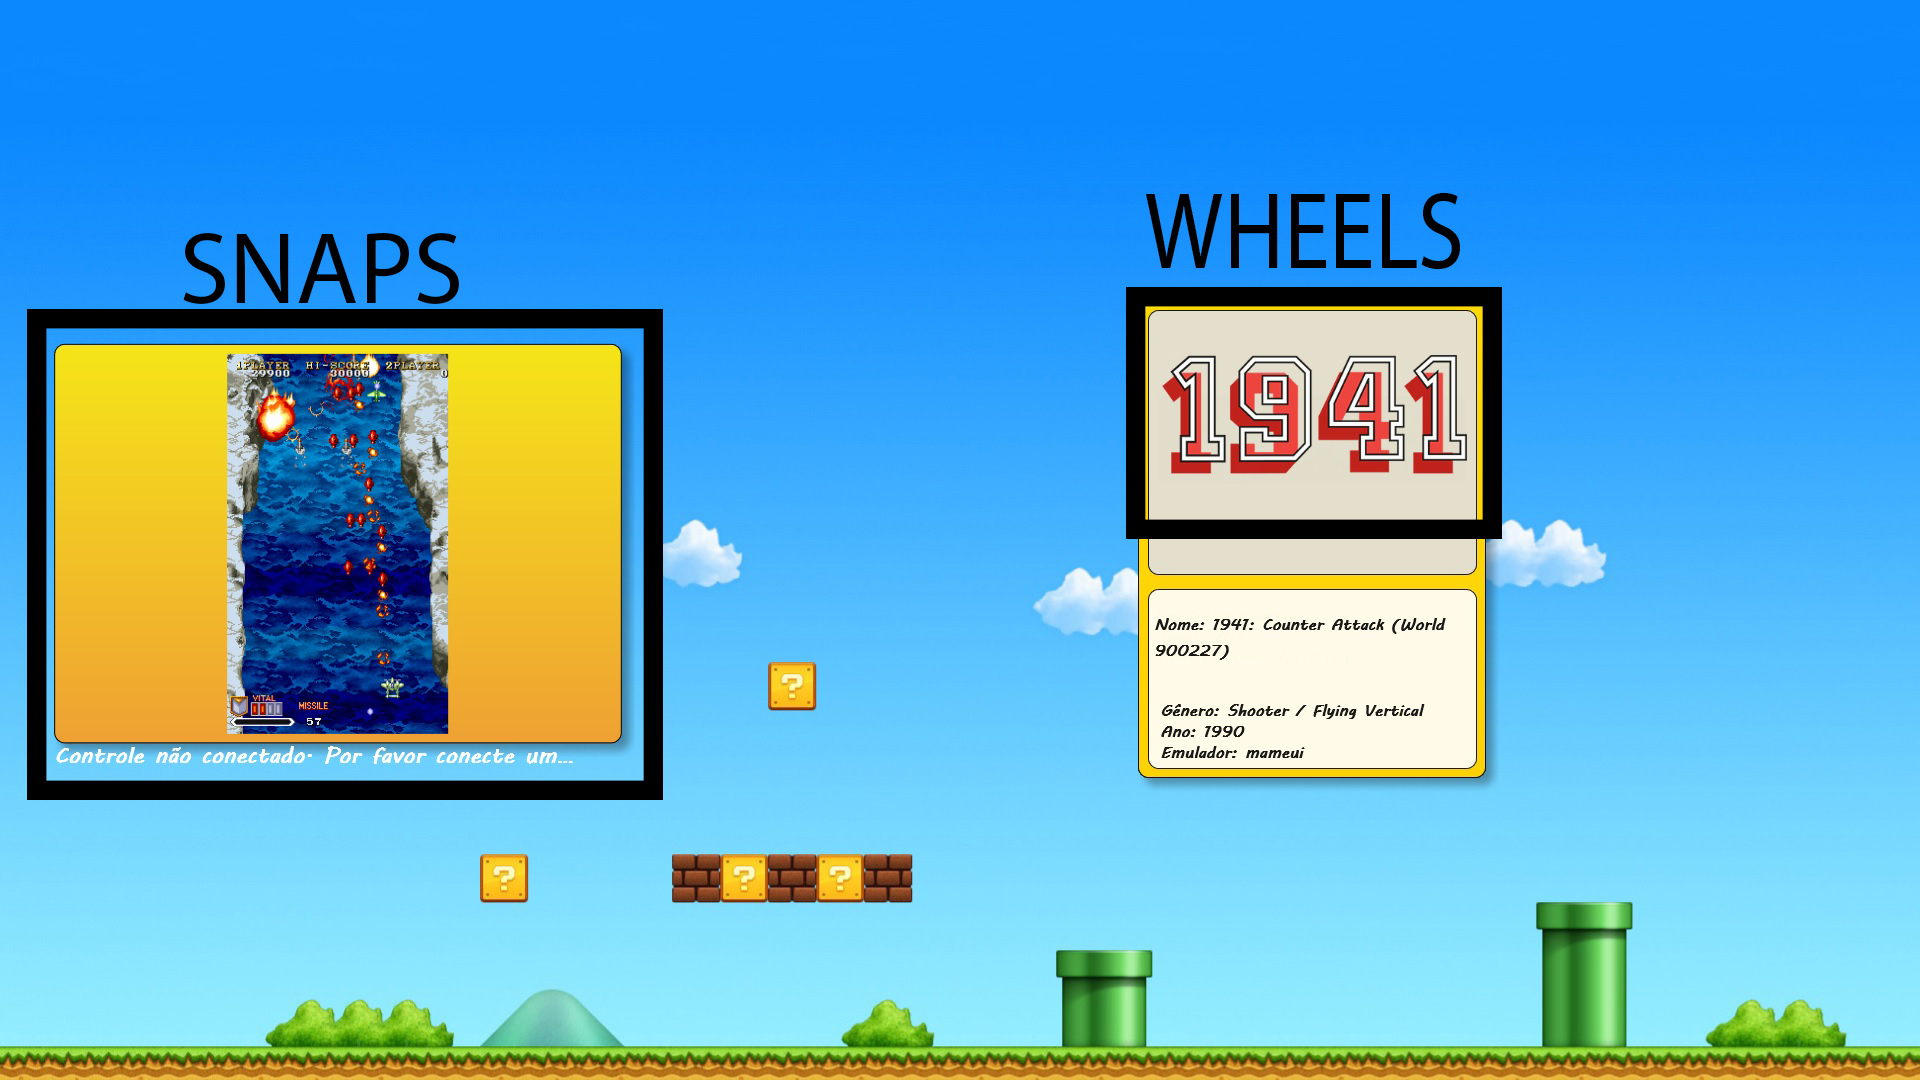 WHEELS
SNAPS
1PLAYER HI-SCORE 2PLAYER
29900 30000 0
VITAL
MISSILE
57
Controle não conectado. Por favor conecte um...
1941
Nome: 1941: Counter Attack (World
900227)
Gênero: Shooter / Flying Vertical
Ano: 1990
Emulador: mameui
?
?
?
?